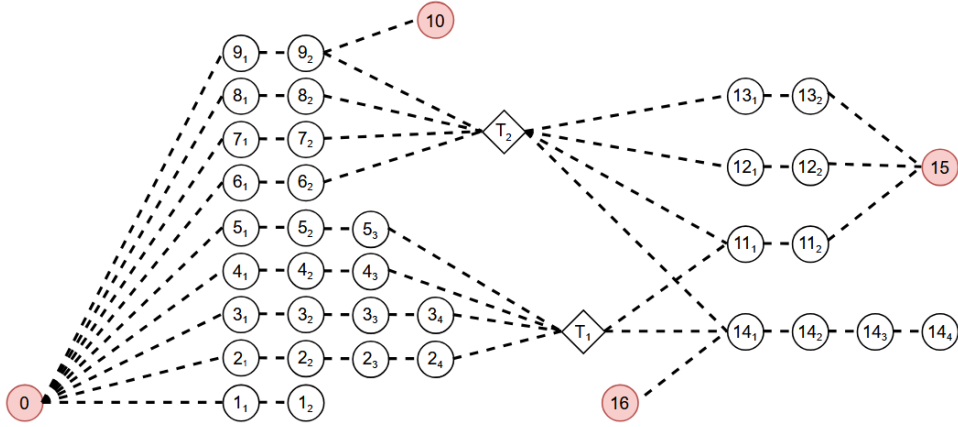 10
9₁ 9₂
8₁ 8₂ 13₁ 13₂
7₁ 7₂ T₂
6₁ 6₂ 12₁ 12₂ 15
5₁ 5₂ 5₃ 11₁ 11₂
4₁ 4₂ 4₃
3₁ 3₂ 3₃ 3₄
T₁ 14₁ 14₂ 14₃ 14₄
2₁ 2₂ 2₃ 2₄
0 1₁ 1₂ 16